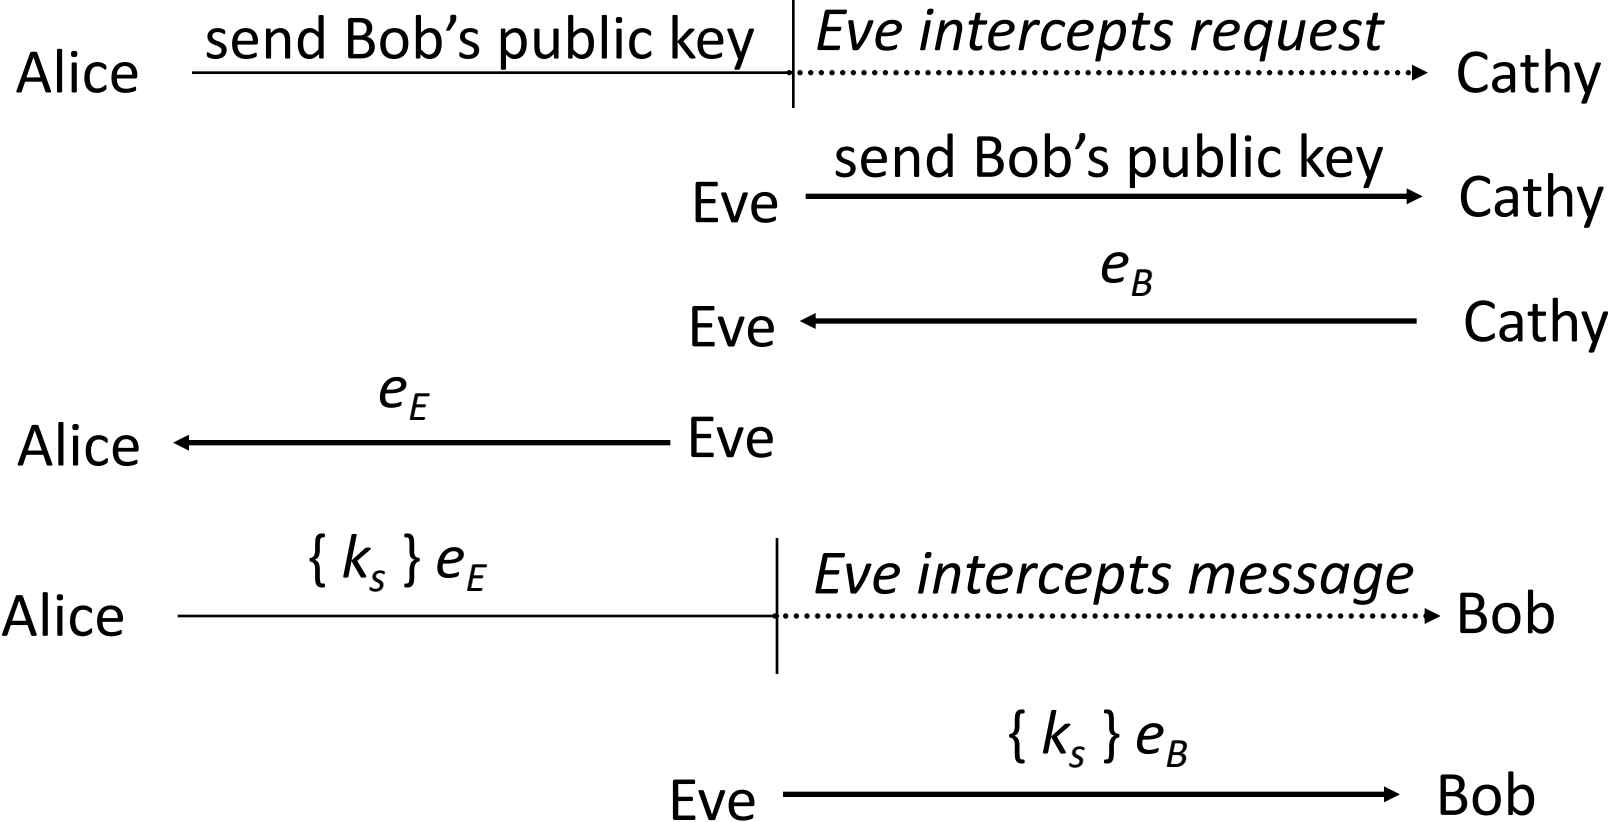 Alice send Bob’s public key Eve intercepts request Cathy
Eve send Bob’s public key Cathy
Eve e_B Cathy
Alice e_E Eve
Alice { k_s } e_E Eve intercepts message Bob
Eve { k_s } e_B Bob